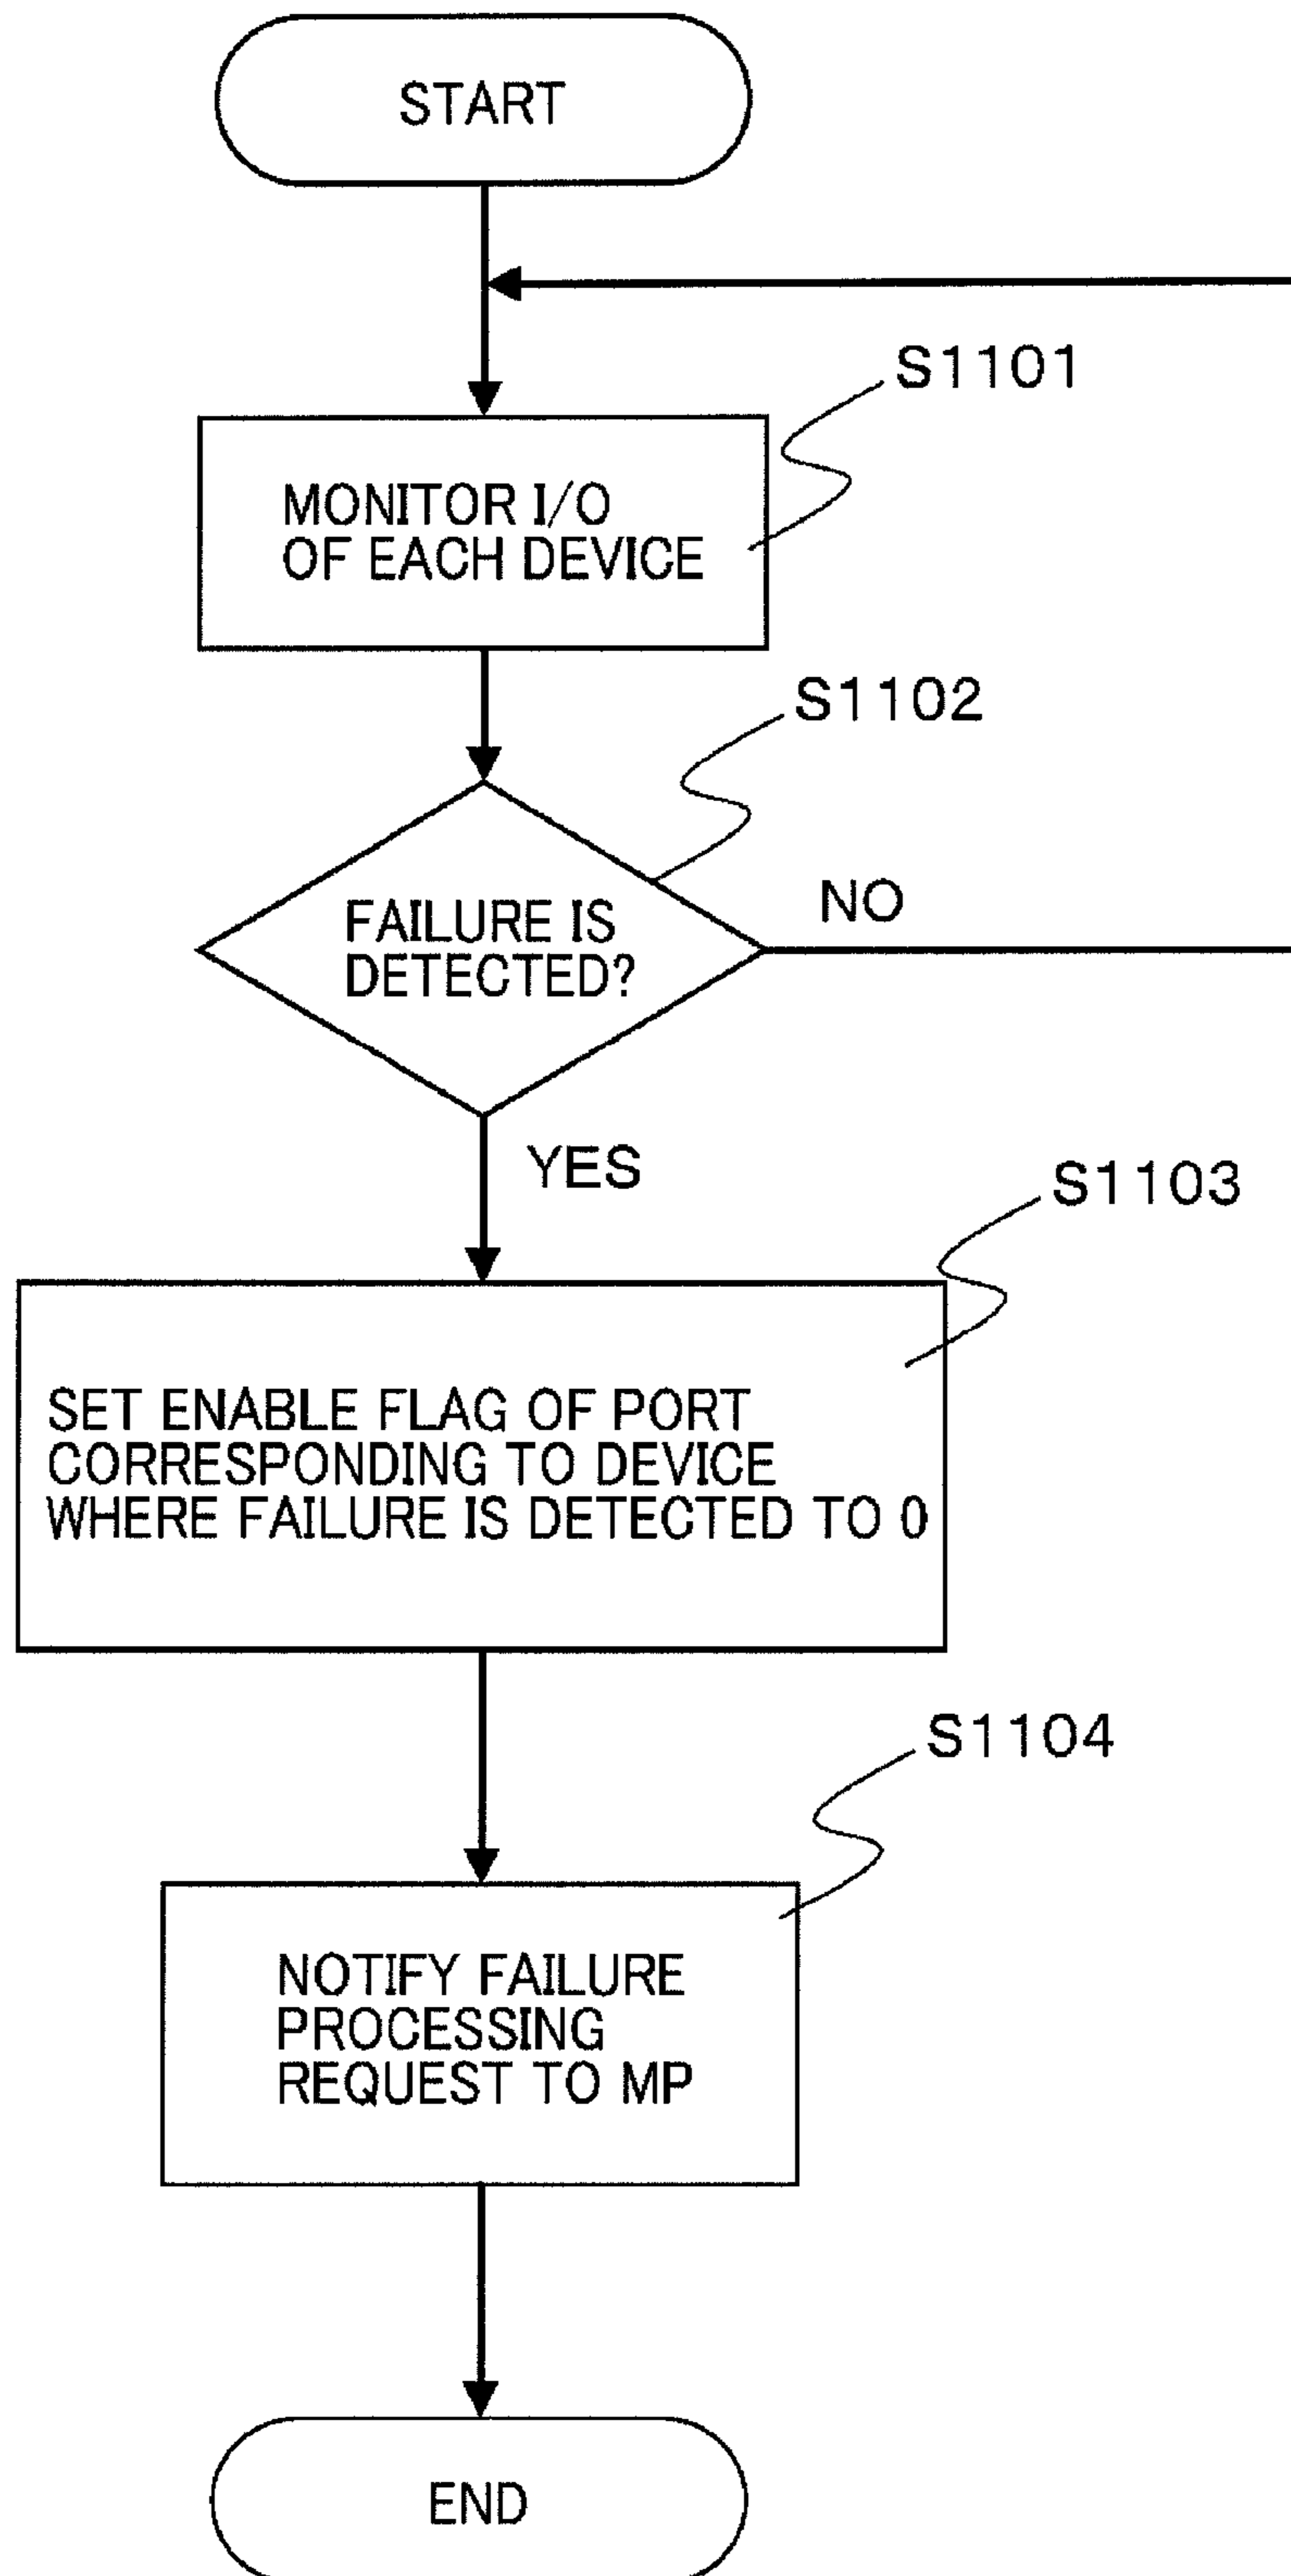 START
S1101
MONITOR I/O
OF EACH DEVICE
S1102
FAILURE IS
DETECTED?
NO
YES
S1103
SET ENABLE FLAG OF PORT
CORRESPONDING TO DEVICE
WHERE FAILURE IS DETECTED TO 0
S1104
NOTIFY FAILURE
PROCESSING
REQUEST TO MP
END